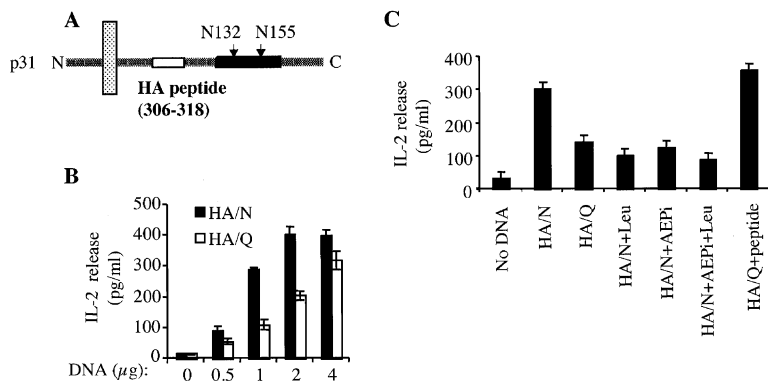 A
N132 N155
p31 N C
HA peptide
(306-318)
B
500
400
300
200
100
0
IL-2 release
(pg/ml)
HA/N
HA/Q
DNA (µg): 0 0.5 1 2 4
C
400
300
200
100
0
IL-2 release
(pg/ml)
No DNA
HA/N
HA/Q
HA/N+Leu
HA/N+AEPi
HA/N+AEPi+Leu
HA/Q+peptide